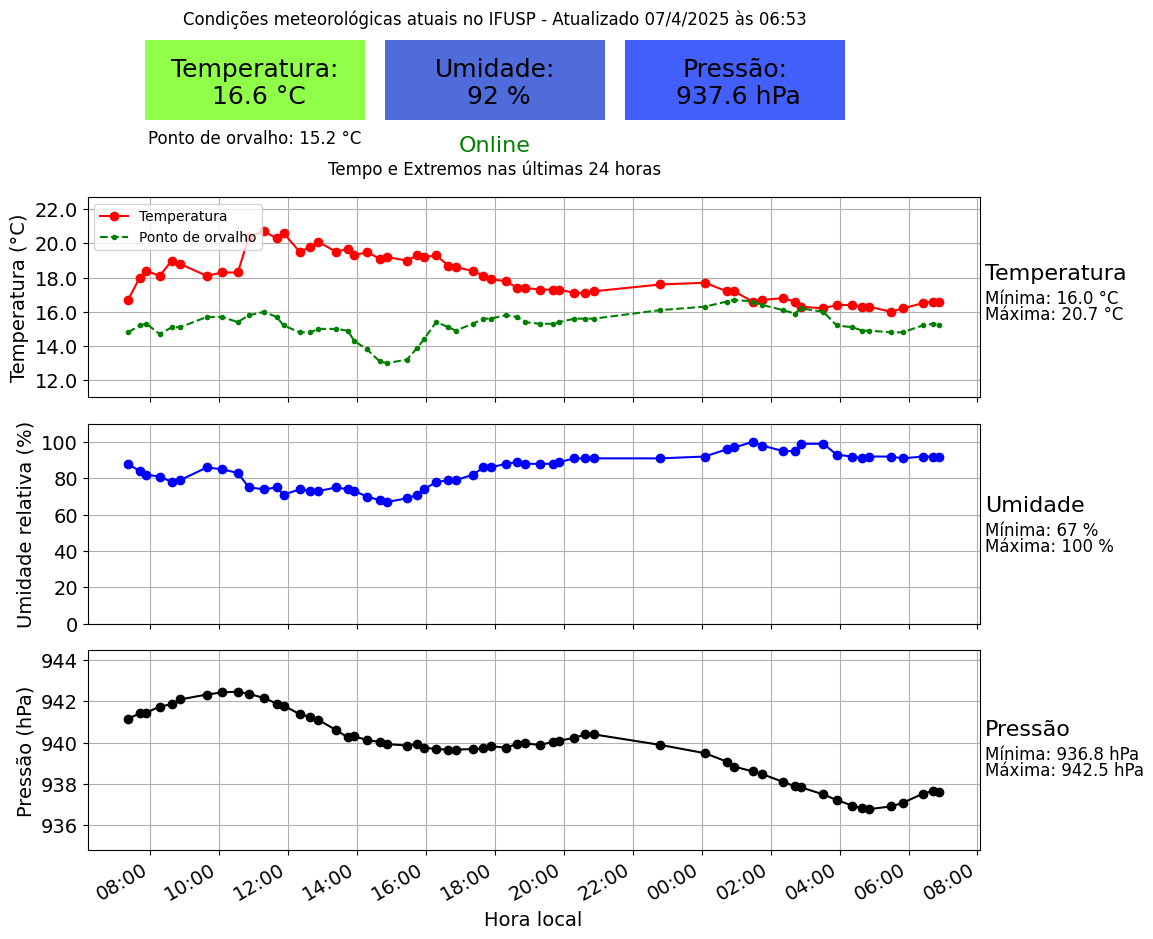 Condições meteorológicas atuais no IFUSP - Atualizado 07/4/2025 às 06:53
Temperatura:
16.6 °C
Umidade:
92 %
Pressão:
937.6 hPa
Ponto de orvalho: 15.2 °C
Online
Tempo e Extremos nas últimas 24 horas
Temperatura (°C)
22.0
20.0
18.0
16.0
14.0
12.0
Temperatura
Ponto de orvalho
Temperatura
Mínima: 16.0 °C
Máxima: 20.7 °C
Umidade relativa (%)
100
80
60
40
20
0
Umidade
Mínima: 67 %
Máxima: 100 %
Pressão (hPa)
944
942
940
938
936
Pressão
Mínima: 936.8 hPa
Máxima: 942.5 hPa
08:00 10:00 12:00 14:00 16:00 18:00 20:00 22:00 00:00 02:00 04:00 06:00 08:00
Hora local